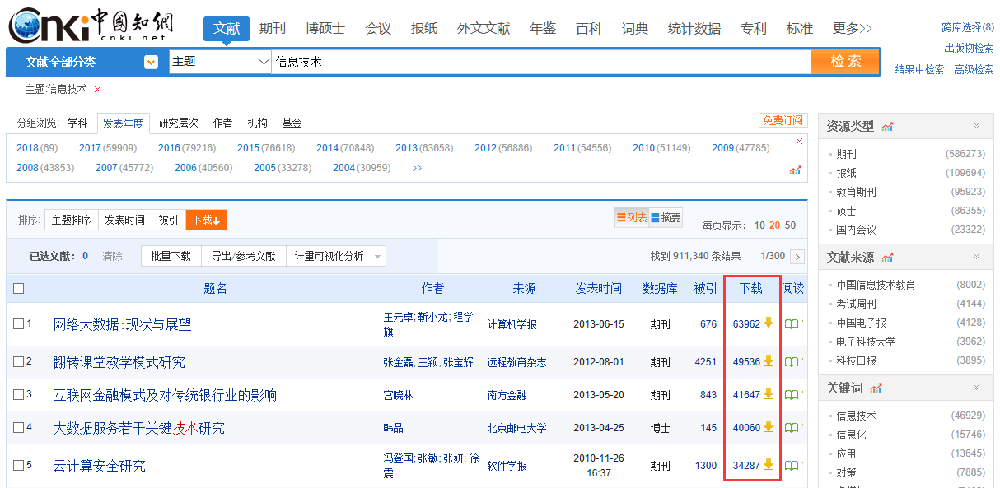 cnki 中国知網
cnki.net
文献 期刊 博硕士 会议 报纸 外文文献 年鉴 百科 词典 统计数据 专利 标准 更多>>
跨库选择(8)
出版物检索
文献全部分类 主题 信息技术 检 索
结果中检索 高级检索
主题:信息技术 ×
分组浏览: 学科 发表年度 研究层次 作者 机构 基金
免费订阅
2018(69) 2017(59909) 2016(79216) 2015(76618) 2014(70848) 2013(63658) 2012(56886) 2011(54556) 2010(51149) 2009(47785)
2008(43853) 2007(45772) 2006(40560) 2005(33278) 2004(30959) >>
排序: 主题排序 发表时间 被引 下载
列表 摘要
每页显示: 10 20 50
已选文献: 0 清除 批量下载 导出/参考文献 计量可视化分析
找到 911,340 条结果 1/300 >
题名 作者 来源 发表时间 数据库 被引 下载 阅读
1 网络大数据:现状与展望 王元卓; 靳小龙; 程学旗 计算机学报 2013-06-15 期刊 676 63962
2 翻转课堂教学模式研究 张金磊; 王颖; 张宝辉 远程教育杂志 2012-08-01 期刊 4251 49536
3 互联网金融模式及对传统银行业的影响 宫晓林 南方金融 2013-05-20 期刊 843 41647
4 大数据服务若干关键技术研究 韩晶 北京邮电大学 2013-04-25 博士 145 40060
5 云计算安全研究 冯登国; 张敏; 张妍; 徐震 软件学报 2010-11-26 16:37 期刊 1300 34287
资源类型
期刊 (586273)
报纸 (109694)
教育期刊 (95923)
硕士 (86355)
国内会议 (23322)
文献来源
中国信息技术教育 (8002)
考试周刊 (4144)
中国电子报 (4128)
电子科技大学 (3962)
科技日报 (3895)
关键词
信息技术 (46929)
信息化 (15746)
应用 (13645)
对策 (7885)